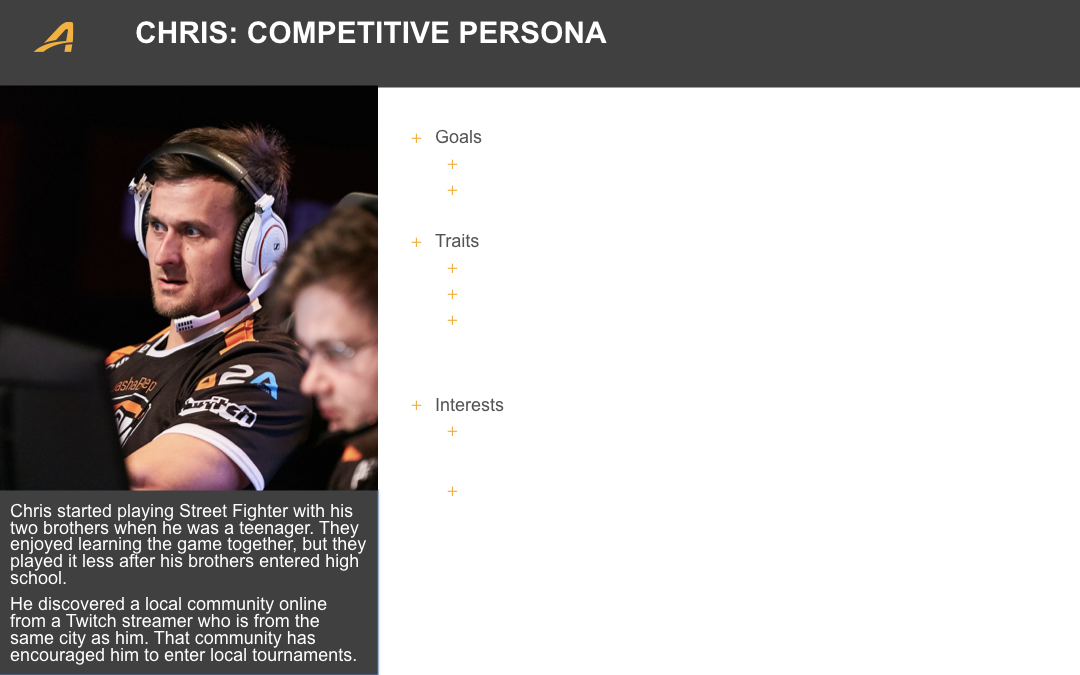 CHRIS: COMPETITIVE PERSONA
+ Goals
+
+
+ Traits
+
+
+
+ Interests
+
+
G2A
twitch
Chris started playing Street Fighter with his
two brothers when he was a teenager. They
enjoyed learning the game together, but they
played it less after his brothers entered high
school.
He discovered a local community online
from a Twitch streamer who is from the
same city as him. That community has
encouraged him to enter local tournaments.